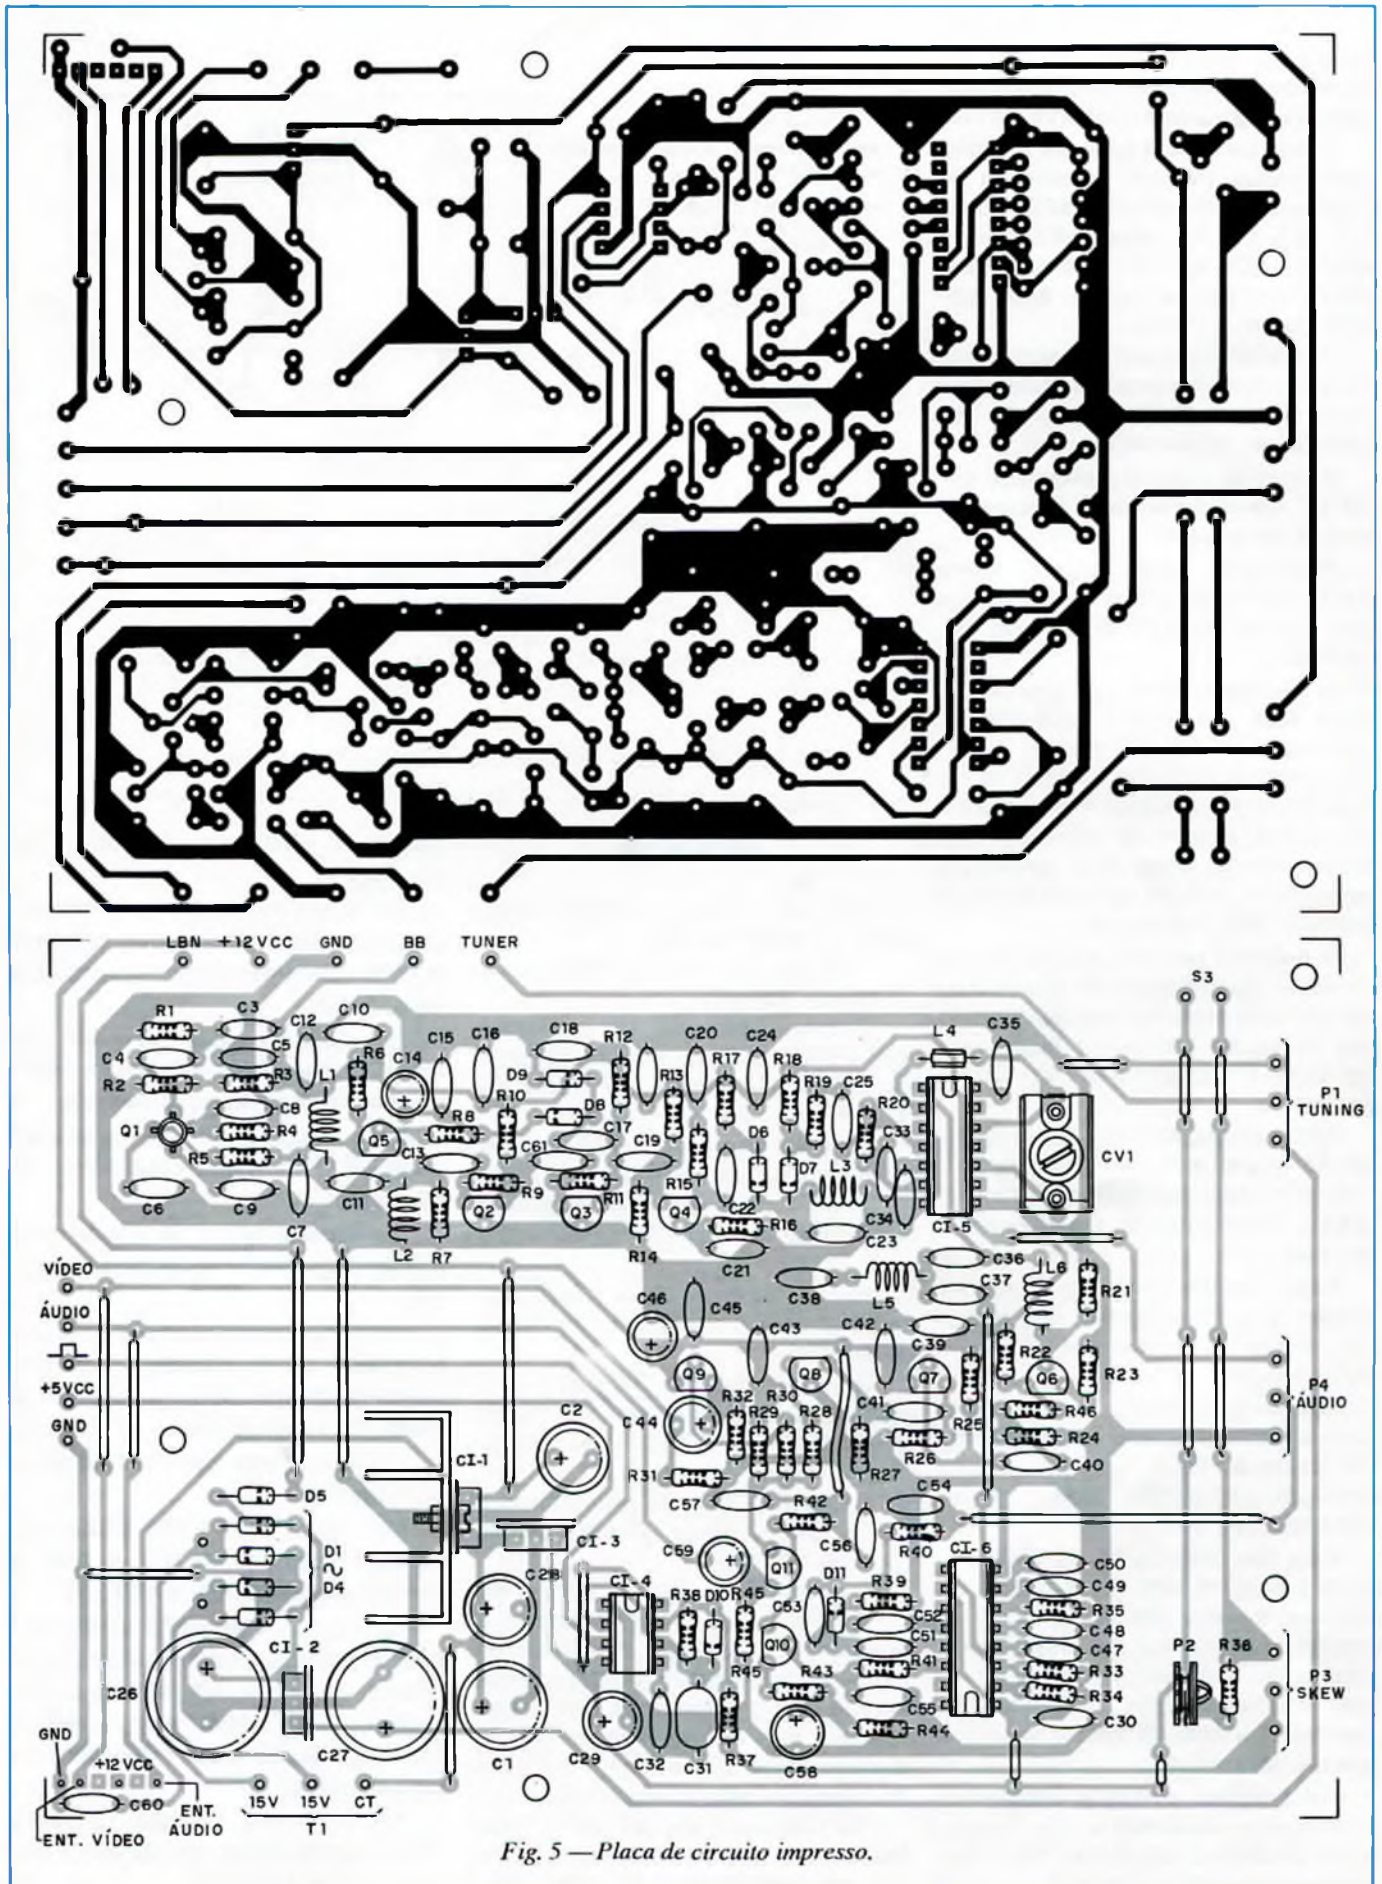 LBN +12VCC GND BB TUNER
S3
R1 C3 C12 C10 C15 C16 C18 R12 C20 C24 L4 C35
C4 C5 R6 C14 R17 R18
R2 R3 L1 D9 R13 R19 C25 R20
C8 R10 D8
P1
TUNING
Q1 R4 Q5 R8 C17 D6 C33 CV1
R5 C13 C61 C19 D7 L3
C6 C9 C11 R9 R11 R15 C22 R16 C34
C7 L2 R7 Q2 Q3 R14 Q4 C21 C23 CI-5
VÍDEO
C36 L6
C38 L5 C37 R21
ÁUDIO
C46 C45 C43 C42 C39 R22
+5VCC
Q9 Q8 Q7 Q6 R23
GND
C2 C44 R32 R30 R28 C41 R25 R46
R29
P4
ÁUDIO
CI-1 R31 R27 R26 R24
C57 C40
D5 R42 C54
D1
D4
CI-3 C59 Q11 C56 R40 CI-6 C50
C28 CI-4 R38 D10 R45 C53 D11 R39 C49
C52 R35
C51 C48
CI-2 Q10 R41 C47 P2 R36
R45 R43 R33
P3
SKEW
C26 C55 R34
C27 C1 C29 C32 C31 R37 C58 R44 C30
GND
+12VCC
C60 15V 15V CT
ENT.
ÁUDIO
T1
ENT. VÍDEO
Fig. 5 — Placa de circuito impresso.